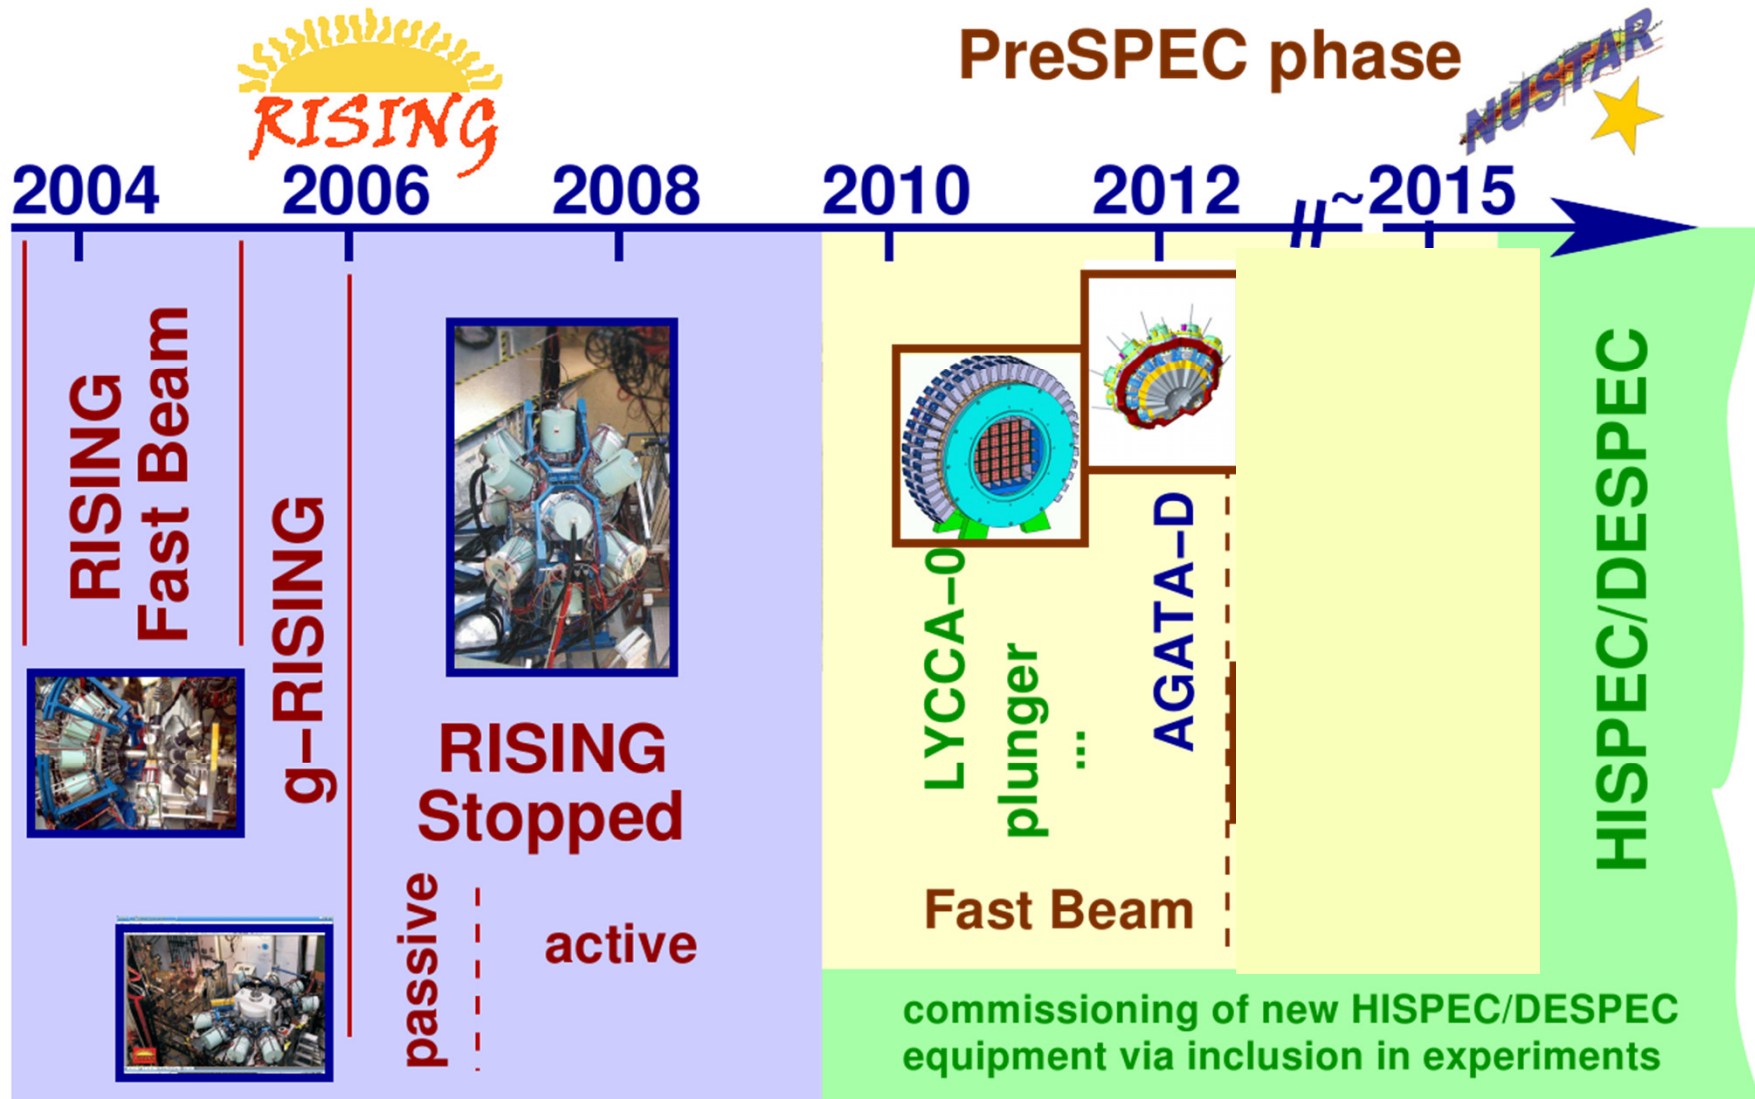 RISING
PreSPEC phase
NUSTAR
2004
2006
2008
2010
2012
~2015
RISING
Fast Beam
g-RISING
RISING
Stopped
passive
active
LYCCA-0
plunger
...
AGATA-D
Fast Beam
HISPEC/DESPEC
commissioning of new HISPEC/DESPEC
equipment via inclusion in experiments